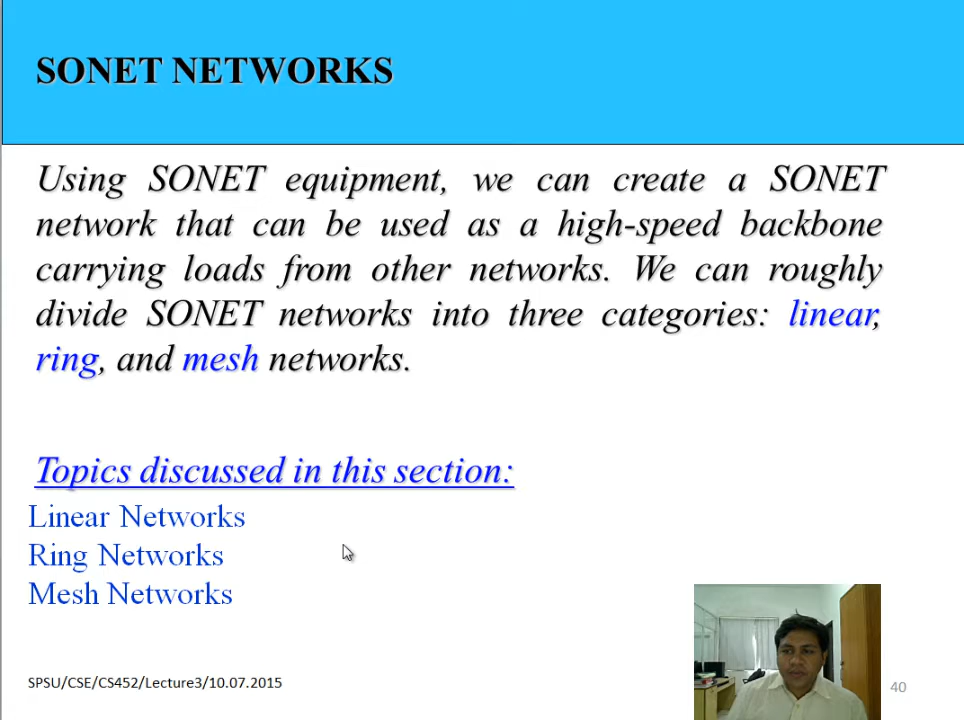 SONET NETWORKS
Using SONET equipment, we can create a SONET
network that can be used as a high-speed backbone
carrying loads from other networks. We can roughly
divide SONET networks into three categories: linear,
ring, and mesh networks.
Topics discussed in this section:
Linear Networks
Ring Networks
Mesh Networks
SPSU/CSE/CS452/Lecture3/10.07.2015
40